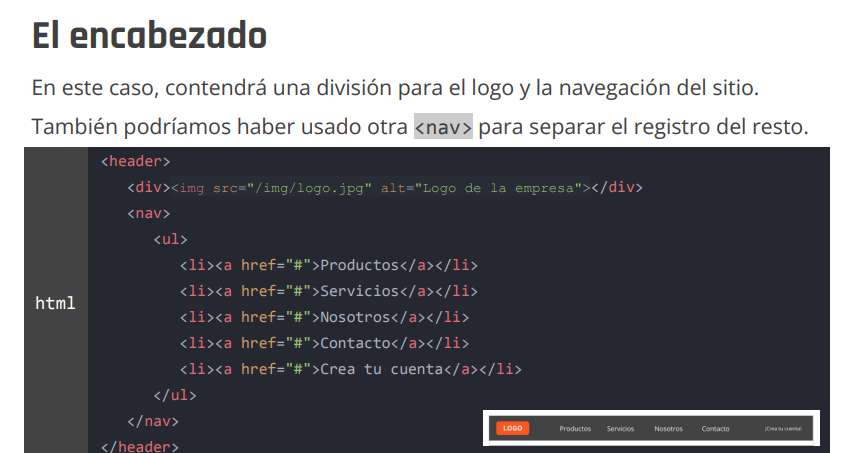 El encabezado
En este caso, contendrá una división para el logo y la navegación del sitio.
También podríamos haber usado otra <nav> para separar el registro del resto.
html
<header>
<div><img src="/img/logo.jpg" alt="Logo de la empresa"></div>
<nav>
<ul>
<li><a href="#">Productos</a></li>
<li><a href="#">Servicios</a></li>
<li><a href="#">Nosotros</a></li>
<li><a href="#">Contacto</a></li>
<li><a href="#">Crea tu cuenta</a></li>
</ul>
</nav>
</header>
LOGO Productos Servicios Nosotros Contacto ¡Crea tu cuenta!